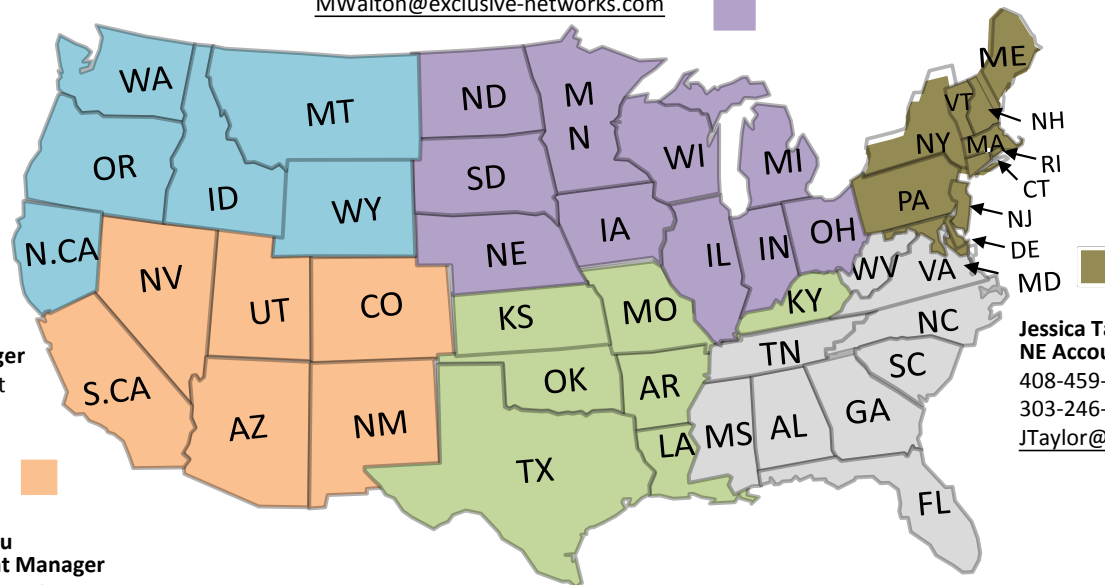 MWalton@exclusive-networks.com
WA
MT
ND
M
N
ME
VT
NH
OR
ID
WY
SD
WI
MI
NY
MA
RI
CT
PA
NJ
N.CA
NV
UT
CO
NE
IA
IL
IN
OH
WV
VA
DE
MD
KS
MO
KY
NC
TN
SC
S.CA
AZ
NM
OK
AR
TX
LA
MS
AL
GA
FL
Jessica Ta
NE Accou
408-459-
303-246-
JTaylor@
ger
t
u
nt Manager